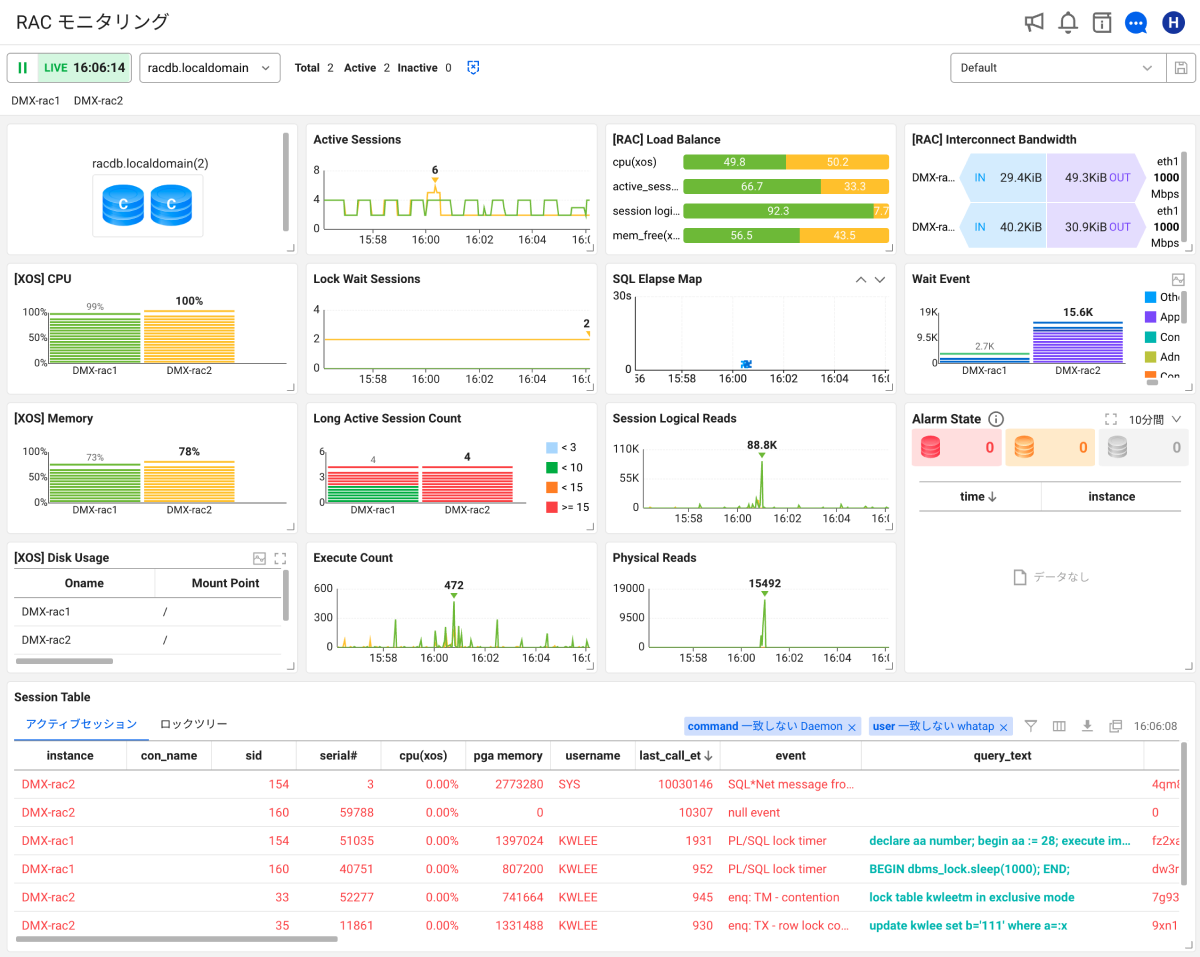 RAC モニタリング
H
LIVE 16:06:14
racdb.localdomain
Total 2 Active 2 Inactive 0
Default
DMX-rac1 DMX-rac2
racdb.localdomain(2)
C C
Active Sessions
8
4
0
6
15:58 16:00 16:02 16:04
[RAC] Load Balance
cpu(xos) 49.8 50.2
active_sess... 66.7 33.3
session logi... 92.3 7.7
mem_free(x... 56.5 43.5
[RAC] Interconnect Bandwidth
DMX-ra... IN 29.4KiB 49.3KiB OUT eth1 1000 Mbps
DMX-ra... IN 40.2KiB 30.9KiB OUT eth1 1000 Mbps
[XOS] CPU
100%
50%
0%
99% 100%
DMX-rac1 DMX-rac2
Lock Wait Sessions
4
2
0
2
15:58 16:00 16:02 16:04
SQL Elapse Map
30s
0
15:58 16:00 16:02 16:04
Wait Event
19K
9.5K
0
2.7K 15.6K
DMX-rac1 DMX-rac2
App
Con
Adn
[XOS] Memory
100%
50%
0%
73% 78%
DMX-rac1 DMX-rac2
Long Active Session Count
6
3
0
4 4
DMX-rac1 DMX-rac2
< 3
< 10
< 15
>= 15
Session Logical Reads
110K
55K
0
88.8K
15:58 16:00 16:02 16:04
Alarm State 10分間
0 0 0
time instance
データなし
[XOS] Disk Usage
Oname Mount Point
DMX-rac1 /
DMX-rac2 /
Execute Count
600
300
0
472
15:58 16:00 16:02 16:04
Physical Reads
19000
9500
0
15492
15:58 16:00 16:02 16:04
Session Table
アクティブセッション ロックツリー
command 一致しない Daemon × user 一致しない whatap × 16:06:08
instance con_name sid serial# cpu(xos) pga memory username last_call_et event query_text
DMX-rac2 154 3 0.00% 2773280 SYS 10030146 SQL*Net message fro...
DMX-rac2 160 59788 0.00% 0 10307 null event 0
DMX-rac1 154 51035 0.00% 1397024 KWLEE 1931 PL/SQL lock timer declare aa number; begin aa := 28; execute im... fz2xa
DMX-rac1 160 40751 0.00% 807200 KWLEE 952 PL/SQL lock timer BEGIN dbms_lock.sleep(1000); END;
DMX-rac2 33 52277 0.00% 741664 KWLEE 945 enq: TM - contention lock table kwleetm in exclusive mode 7g93
DMX-rac2 35 11861 0.00% 1331488 KWLEE 930 enq: TX - row lock co... update kwlee set b='111' where a=:x 9xn1